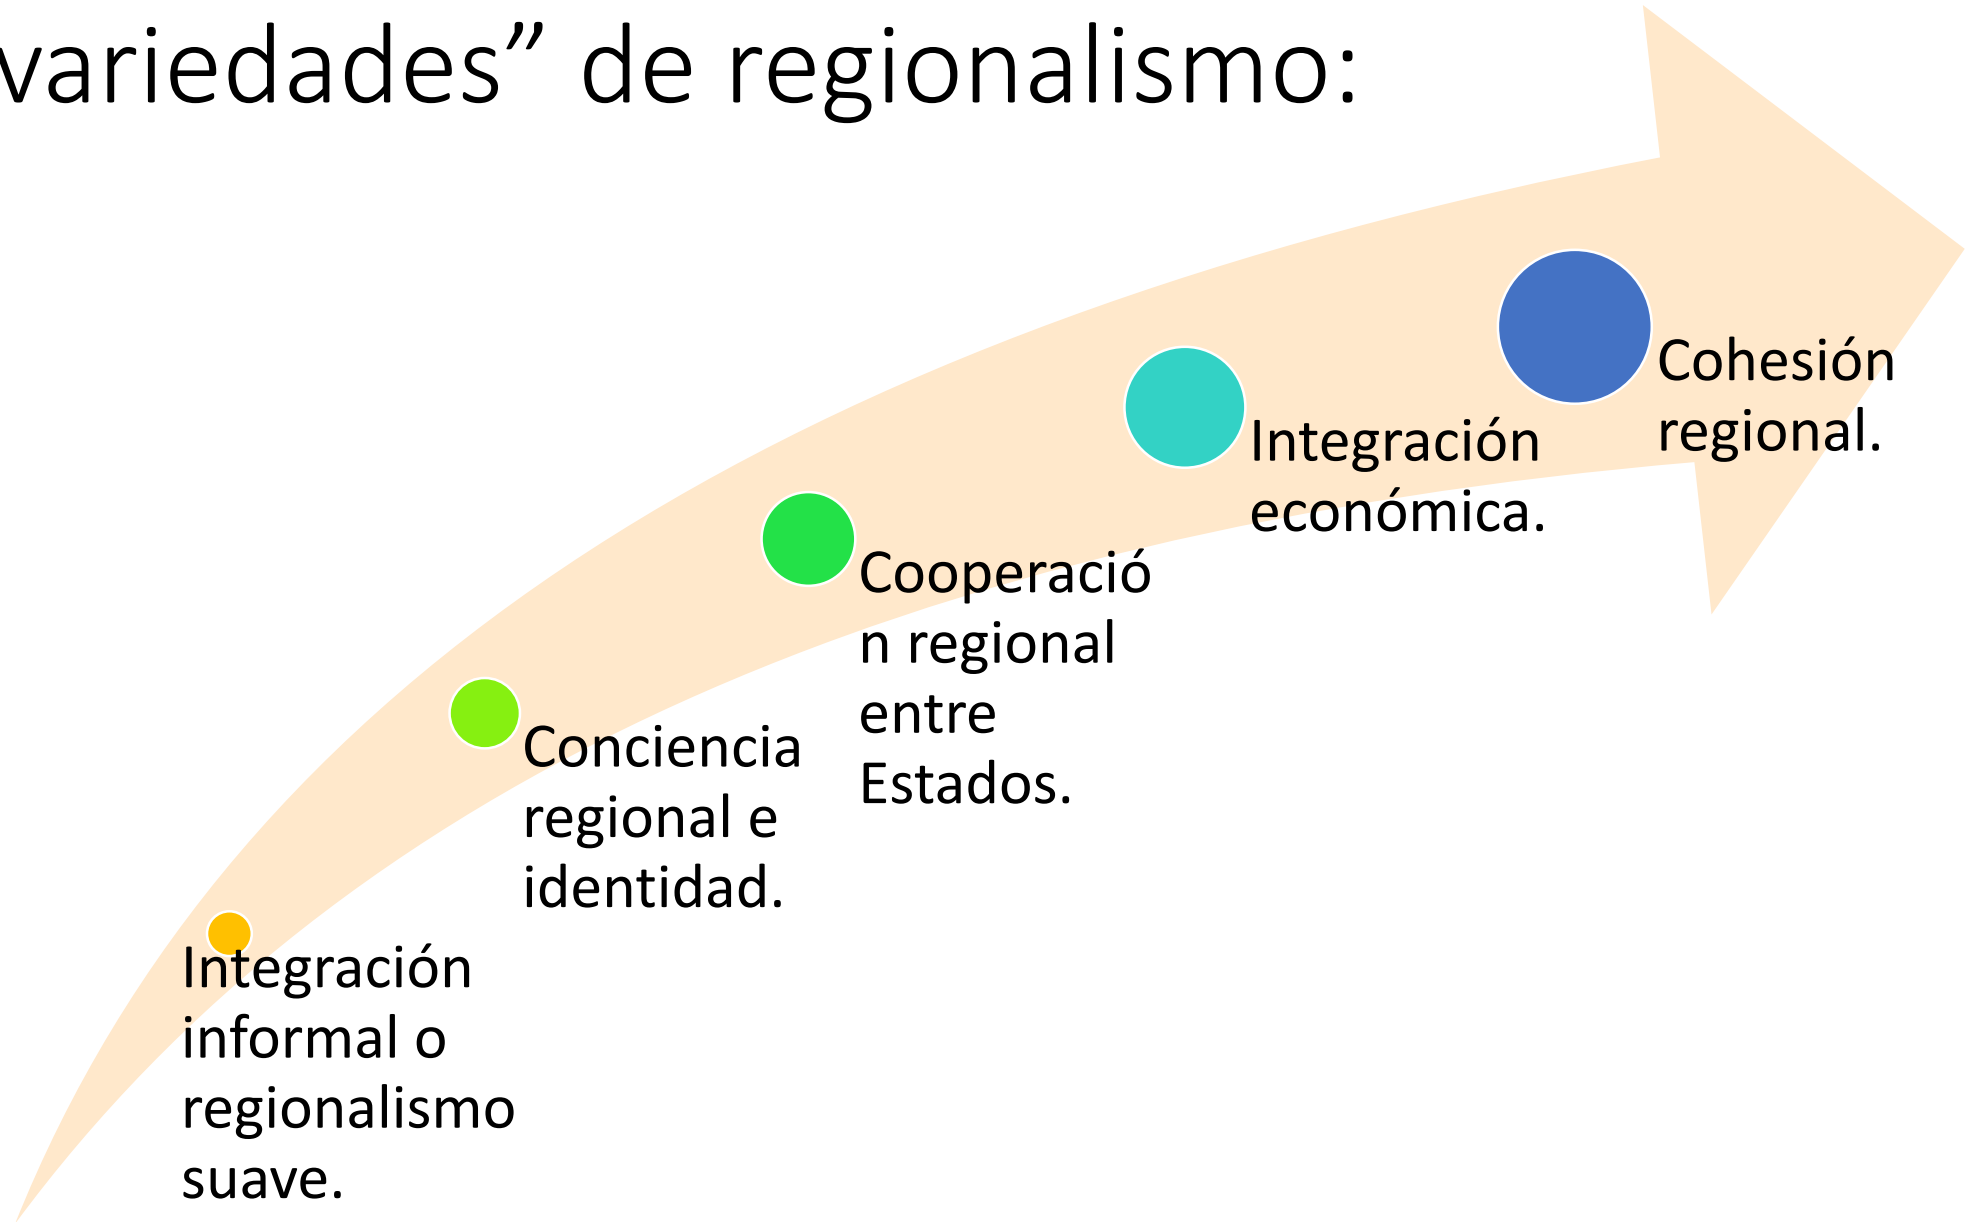 variedades” de regionalismo:
Integración
informal o
regionalismo
suave.
Conciencia
regional e
identidad.
Cooperació
n regional
entre
Estados.
Integración
económica.
Cohesión
regional.